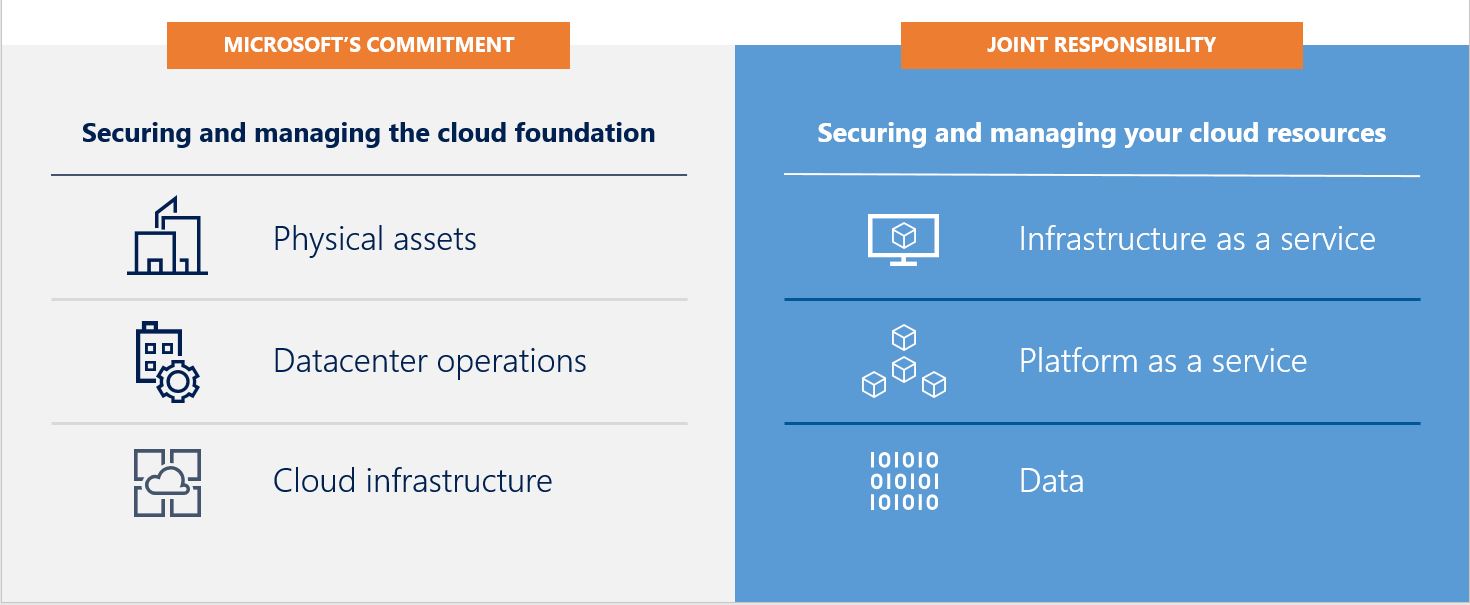 MICROSOFT’S COMMITMENT
Securing and managing the cloud foundation
Physical assets
Datacenter operations
Cloud infrastructure
JOINT RESPONSIBILITY
Securing and managing your cloud resources
Infrastructure as a service
Platform as a service
101010
010101
101010
Data